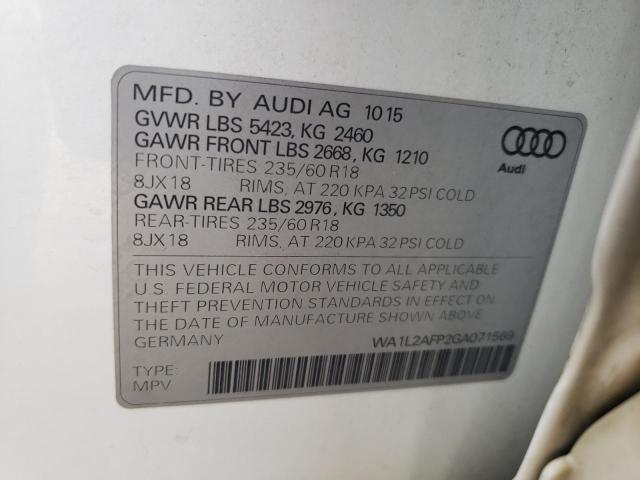 MFD. BY AUDI AG 10 15
GVWR LBS 5423, KG 2460
GAWR FRONT LBS 2668, KG 1210
FRONT-TIRES 235/60 R18
8JX18 RIMS, AT 220 KPA 32 PSI COLD
GAWR REAR LBS 2976, KG 1350
REAR-TIRES 235/60 R18
8JX18 RIMS, AT 220 KPA 32 PSI COLD
Audi
THIS VEHICLE CONFORMS TO ALL APPLICABLE
U.S. FEDERAL MOTOR VEHICLE SAFETY AND
THEFT PREVENTION STANDARDS IN EFFECT ON
THE DATE OF MANUFACTURE SHOWN ABOVE.
GERMANY
WA1L2AFP2GA071569
TYPE:
MPV